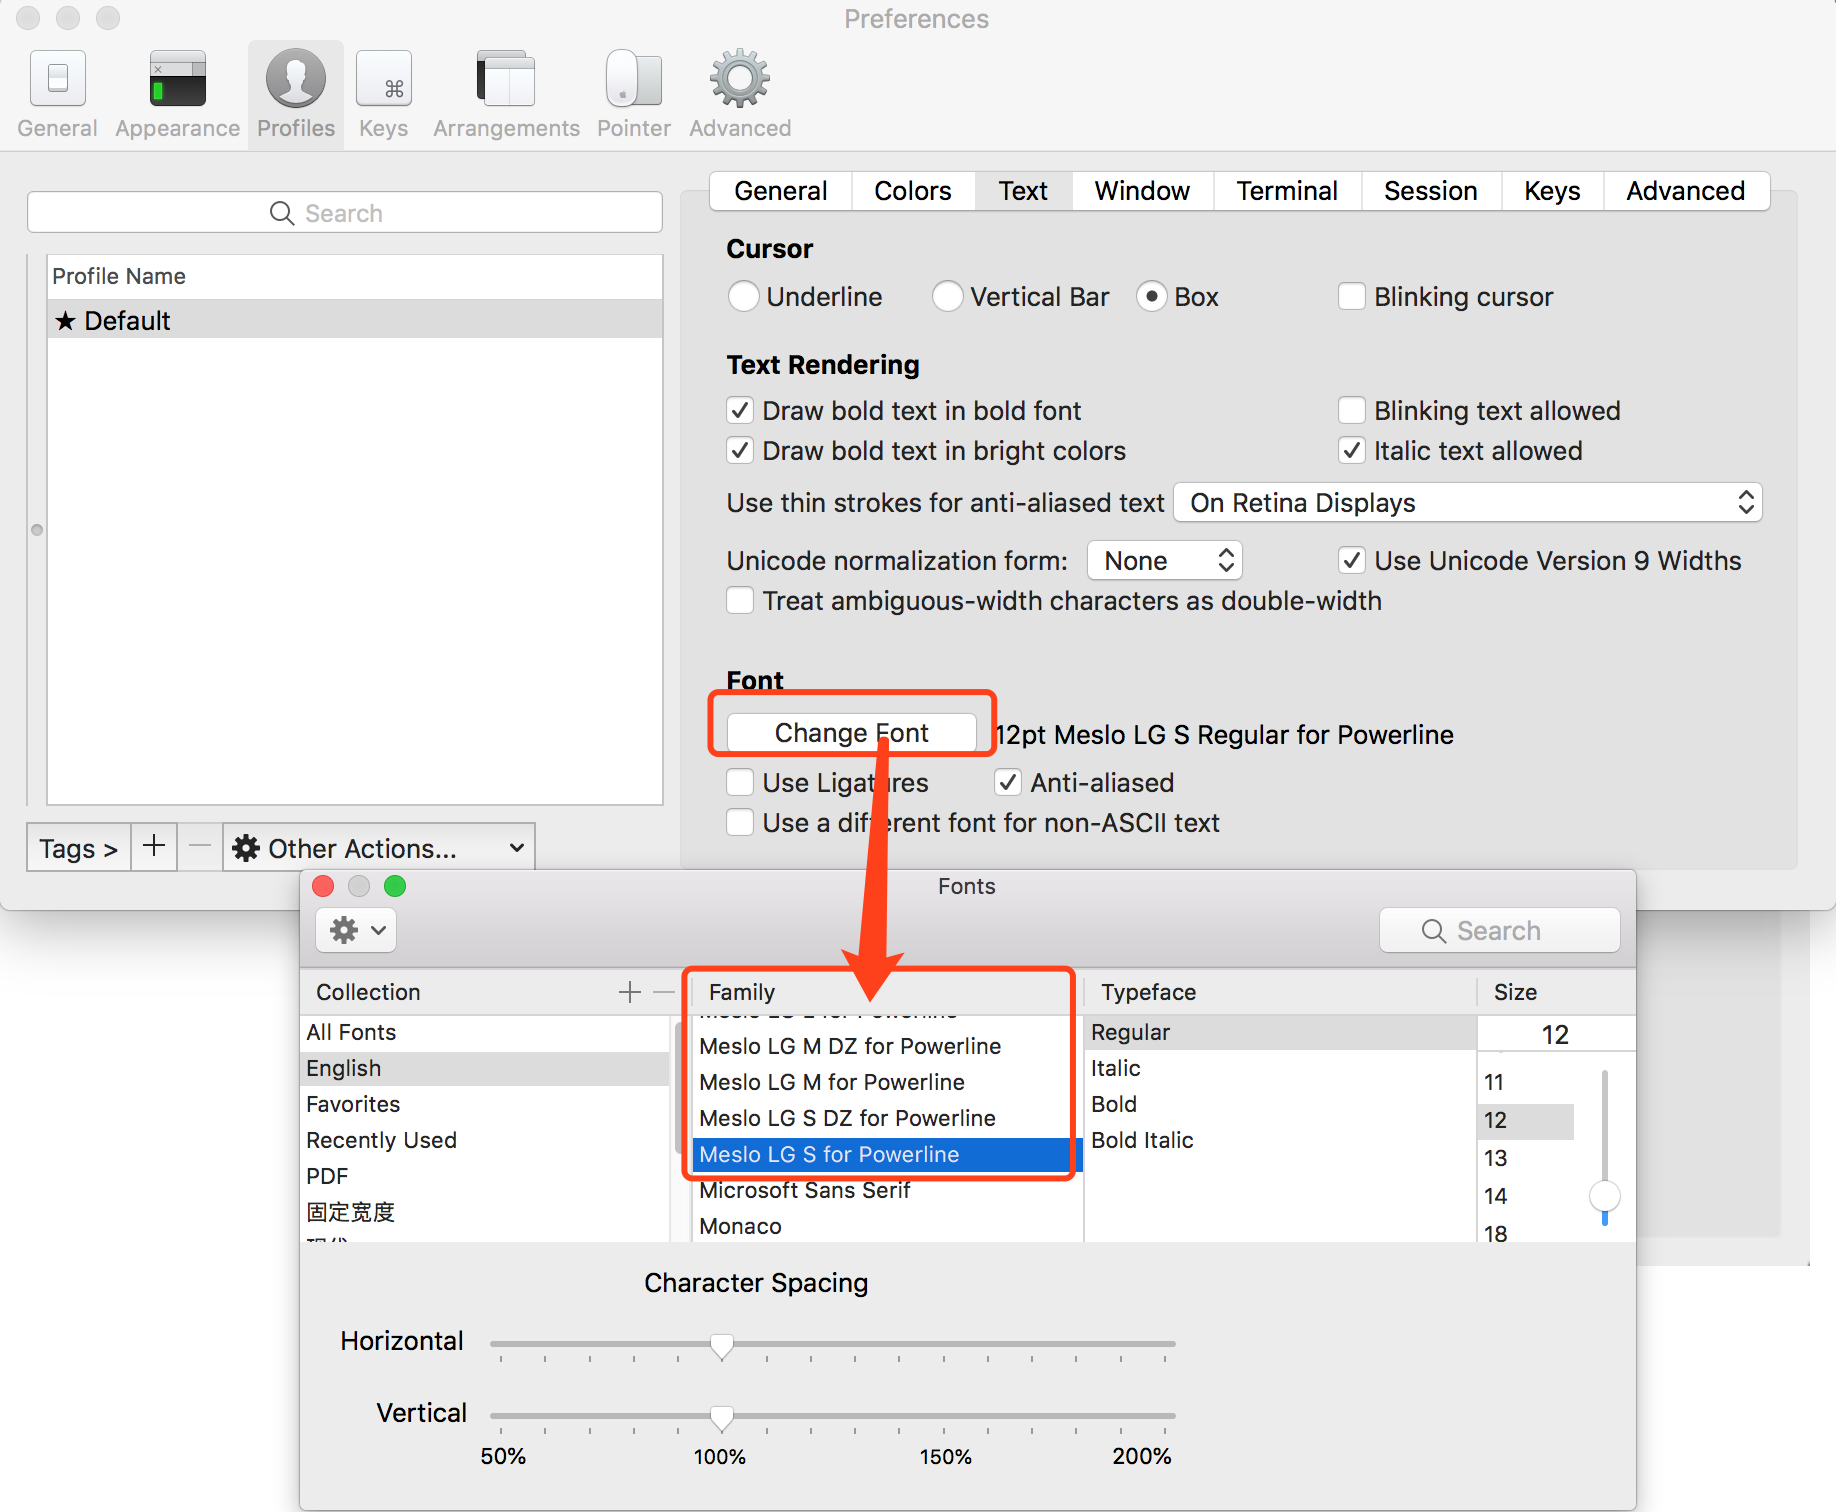 Preferences
General Appearance Profiles Keys Arrangements Pointer Advanced
Search
Profile Name
★ Default
Tags > + — Other Actions...
General Colors Text Window Terminal Session Keys Advanced
Cursor
Underline Vertical Bar Box Blinking cursor
Text Rendering
Draw bold text in bold font Blinking text allowed
Draw bold text in bright colors Italic text allowed
Use thin strokes for anti-aliased text On Retina Displays
Unicode normalization form: None Use Unicode Version 9 Widths
Treat ambiguous-width characters as double-width
Font
Change Font 12pt Meslo LG S Regular for Powerline
Use Ligatures Anti-aliased
Use a different font for non-ASCII text
Fonts
Search
Collection + —
All Fonts
English
Favorites
Recently Used
PDF
固定宽度
Family
Meslo LG M DZ for Powerline
Meslo LG M for Powerline
Meslo LG S DZ for Powerline
Meslo LG S for Powerline
Microsoft Sans Serif
Monaco
Typeface
Regular
Italic
Bold
Bold Italic
Size
12
11
12
13
14
18
Character Spacing
Horizontal
Vertical
50% 100% 150% 200%